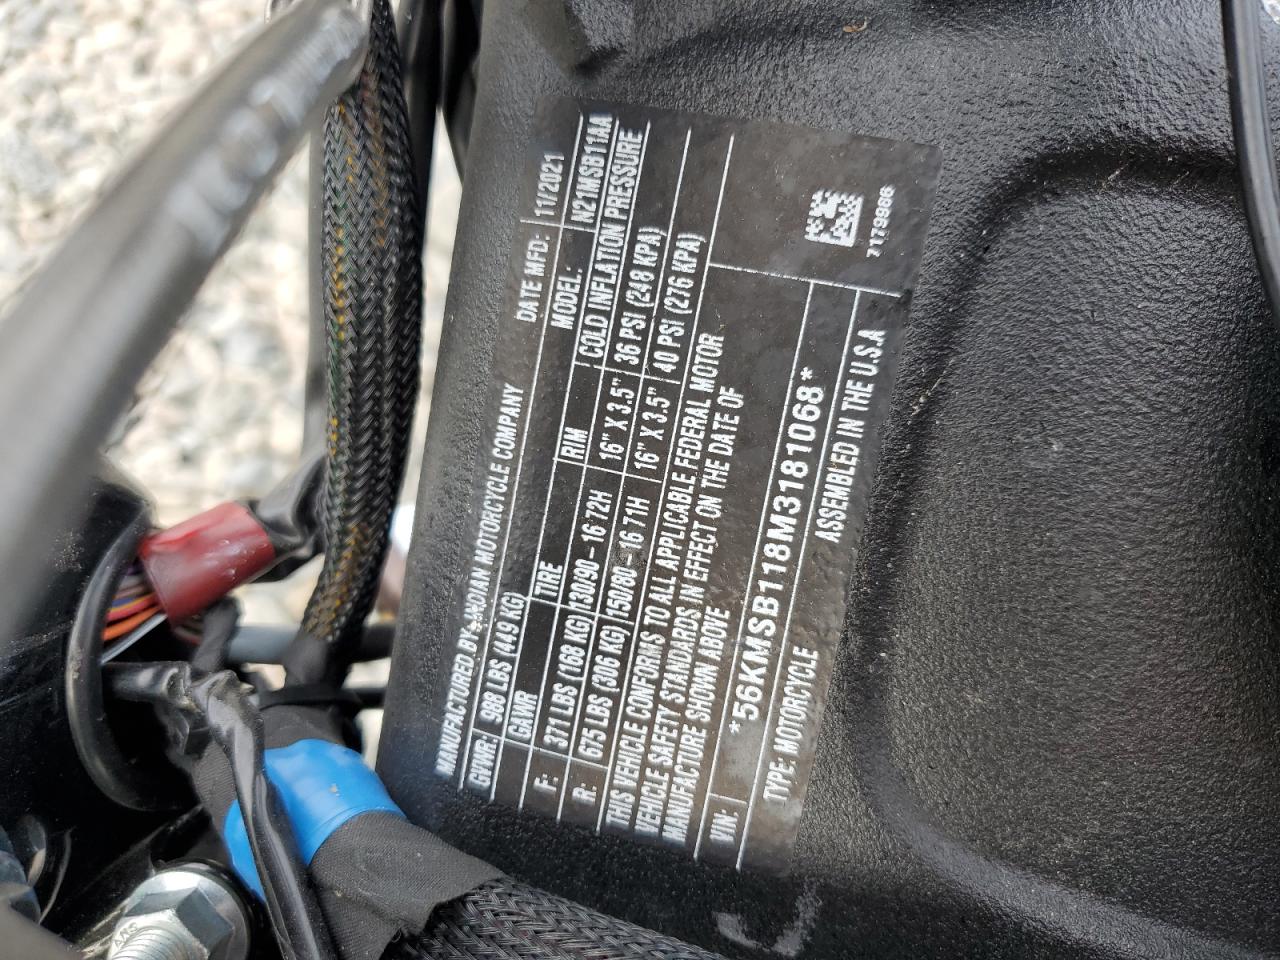 MANUFACTURED BY INDIAN MOTORCYCLE COMPANY DATE MFD: 11/2021
GVWR: 988 LBS (449 KG) MODEL: N21MSB11AA
GAWR TIRE RIM COLD INFLATION PRESSURE
F: 371 LBS (168 KG) 130/90 - 16 72H 16" X 3.5" 36 PSI (248 KPA)
R: 675 LBS (306 KG) 150/80 - 16 71H 16" X 3.5" 40 PSI (276 KPA)
THIS VEHICLE CONFORMS TO ALL APPLICABLE FEDERAL MOTOR
VEHICLE SAFETY STANDARDS IN EFFECT ON THE DATE OF
MANUFACTURE SHOWN ABOVE
VIN: *56KMSB118M3181068*
TYPE: MOTORCYCLE ASSEMBLED IN THE U.S.A
7179986